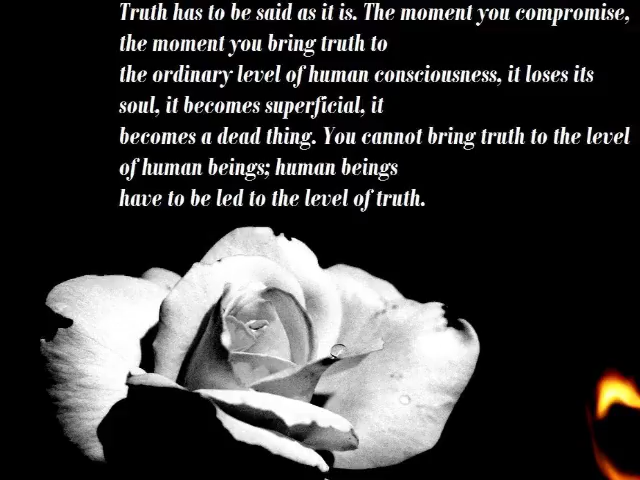 Truth has to be said as it is. The moment you compromise,
the moment you bring truth to
the ordinary level of human consciousness, it loses its
soul, it becomes superficial, it
becomes a dead thing. You cannot bring truth to the level
of human beings; human beings
have to be led to the level of truth.